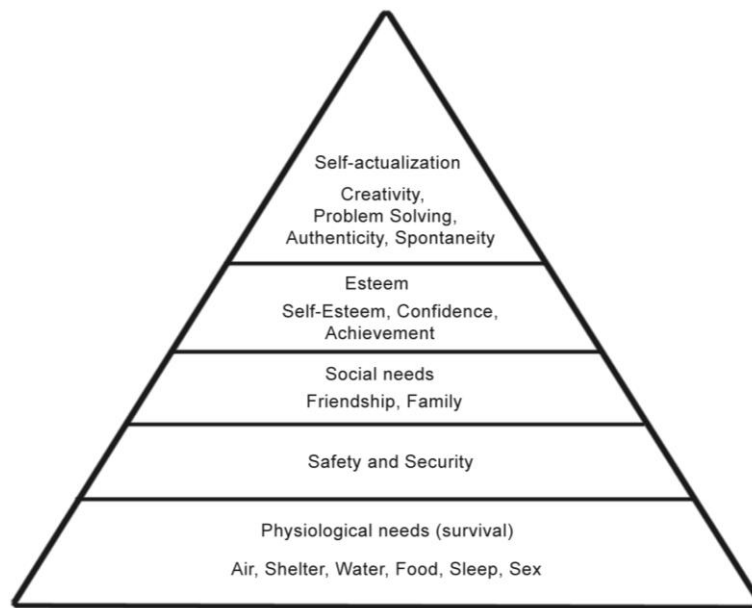 Self-actualization
Creativity,
Problem Solving,
Authenticity, Spontaneity
Esteem
Self-Esteem, Confidence,
Achievement
Social needs
Friendship, Family
Safety and Security
Physiological needs (survival)
Air, Shelter, Water, Food, Sleep, Sex